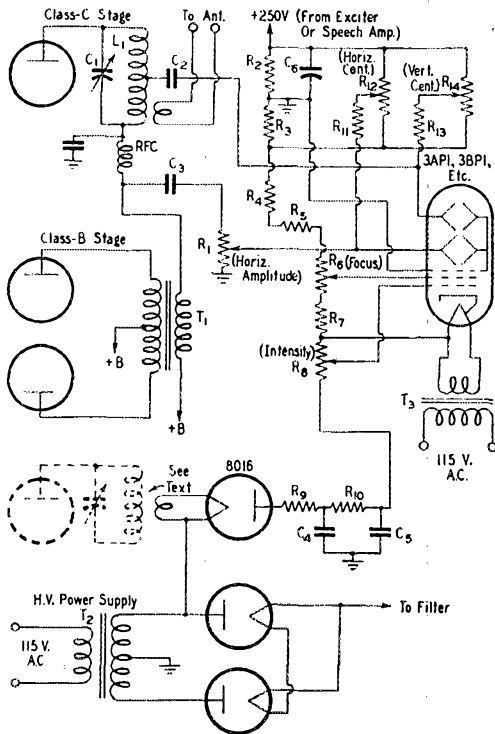 Class-C Stage
To Ant.
+250V (From Exciter
or Speech Amp.)
L1
C1
C2
R2
C6
(Horiz.
Cent.)
R12
(Vert.
Cent.)
R14
R3
R11
R13
RFC
C3
R4
3AP1, 3BP1,
Etc.
R5
Class-B Stage
R1
(Horiz.
Amplitude)
R6 (Focus)
R7
T1
+B
(Intensity)
R8
+B
T3
115 V.
A.C.
See
Text
8016
R9
R10
C4
C5
H.V. Power Supply
T2
115 V.
A.C
To Filter